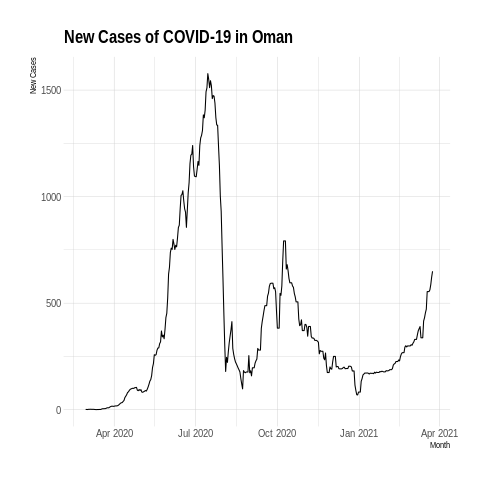 New Cases of COVID-19 in Oman
New Cases
1500
1000
500
0
Apr 2020 Jul 2020 Oct 2020 Jan 2021 Apr 2021
Month